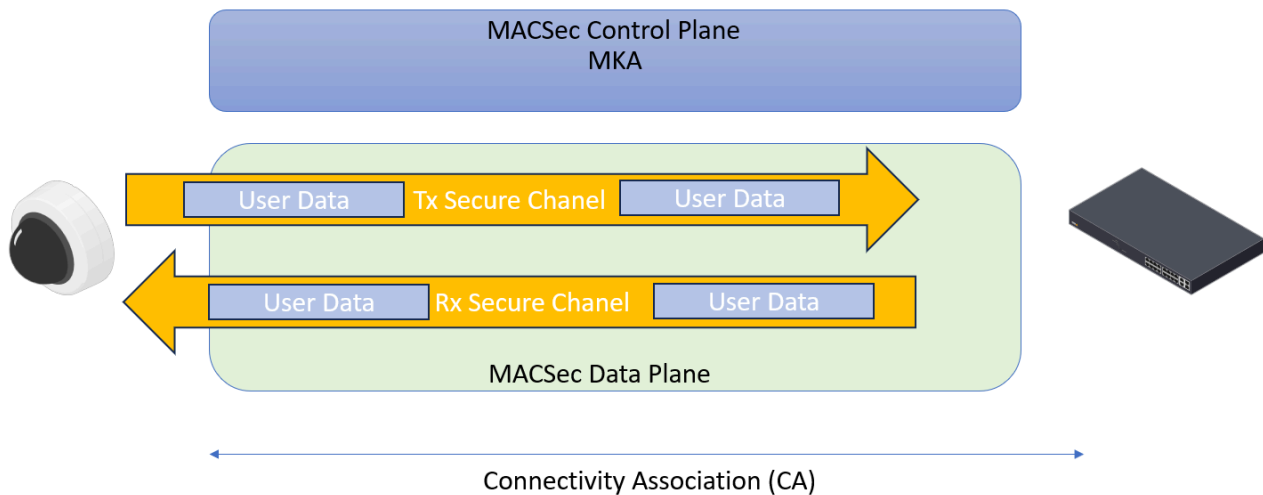 MACSec Control Plane
MKA
User Data Tx Secure Chanel User Data
User Data Rx Secure Chanel User Data
MACSec Data Plane
Connectivity Association (CA)